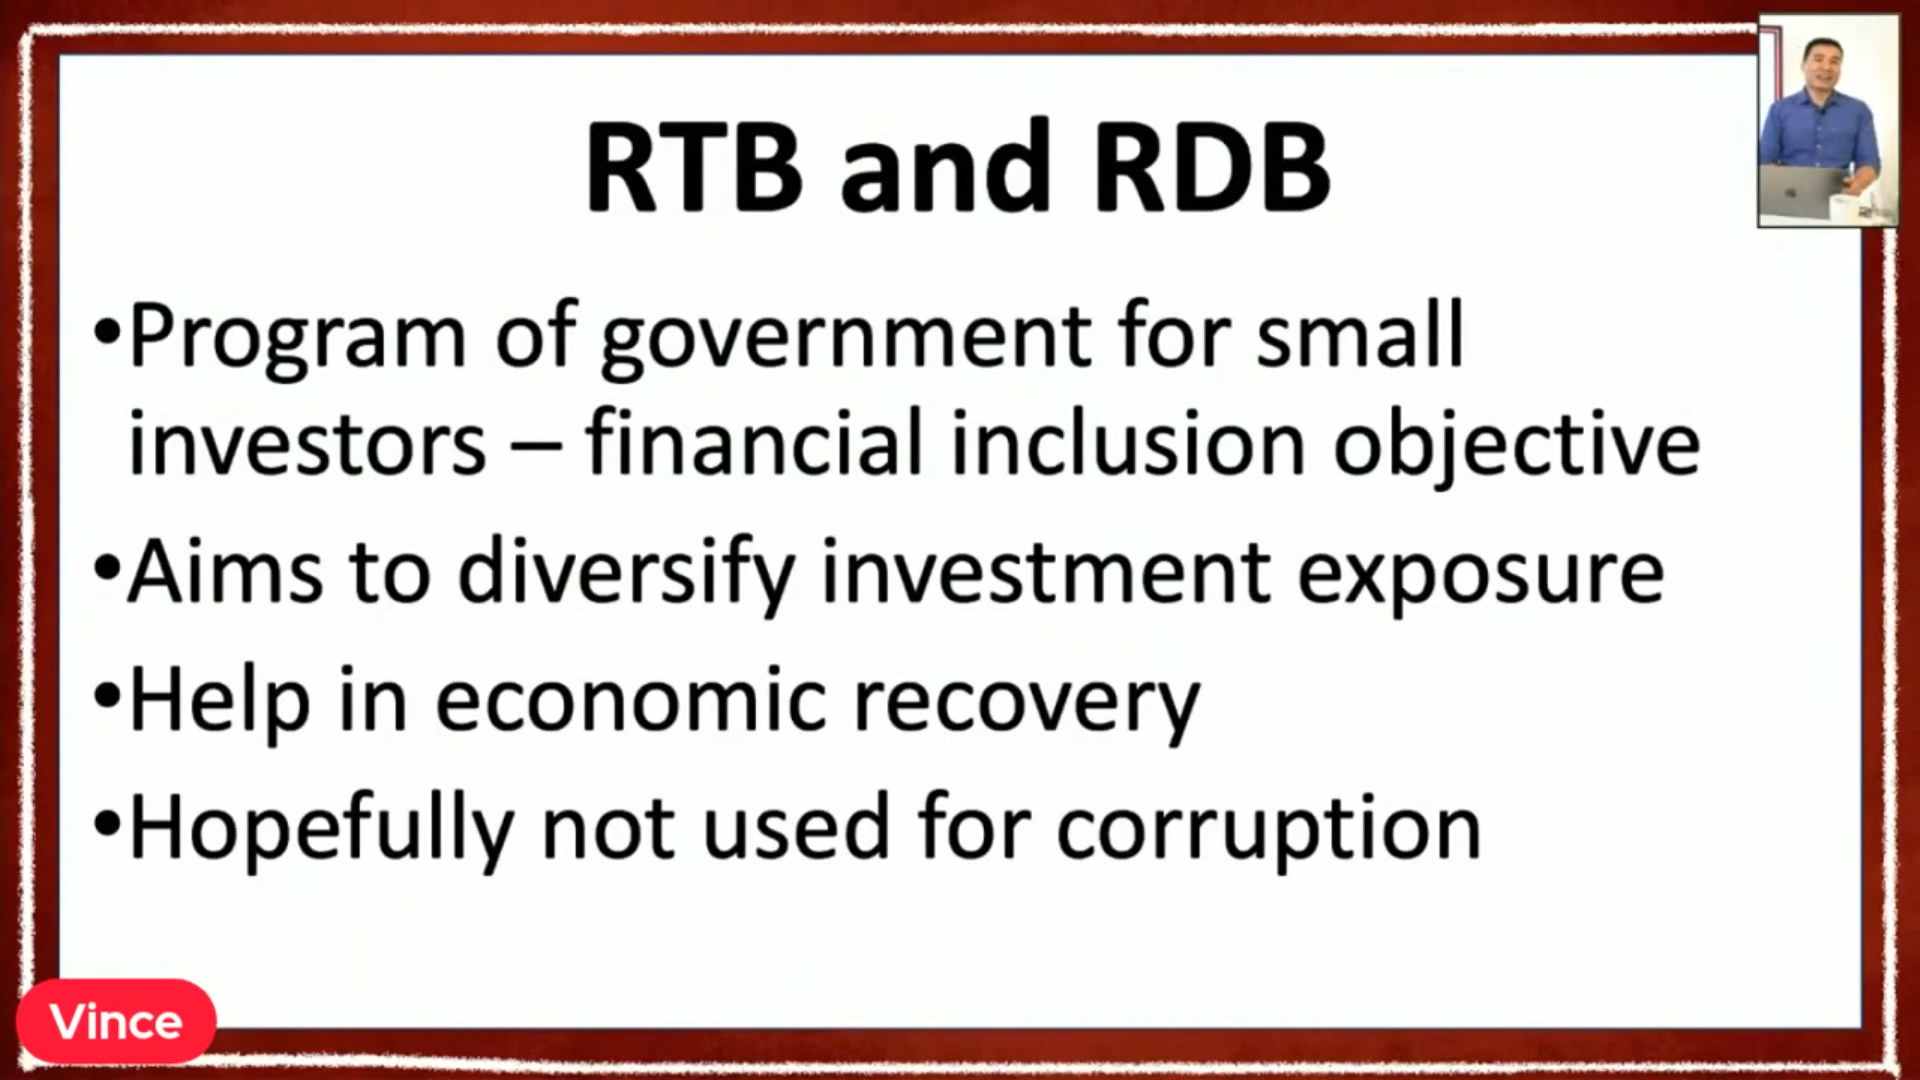 RTB and RDB
•Program of government for small
investors – financial inclusion objective
•Aims to diversify investment exposure
•Help in economic recovery
•Hopefully not used for corruption
Vince